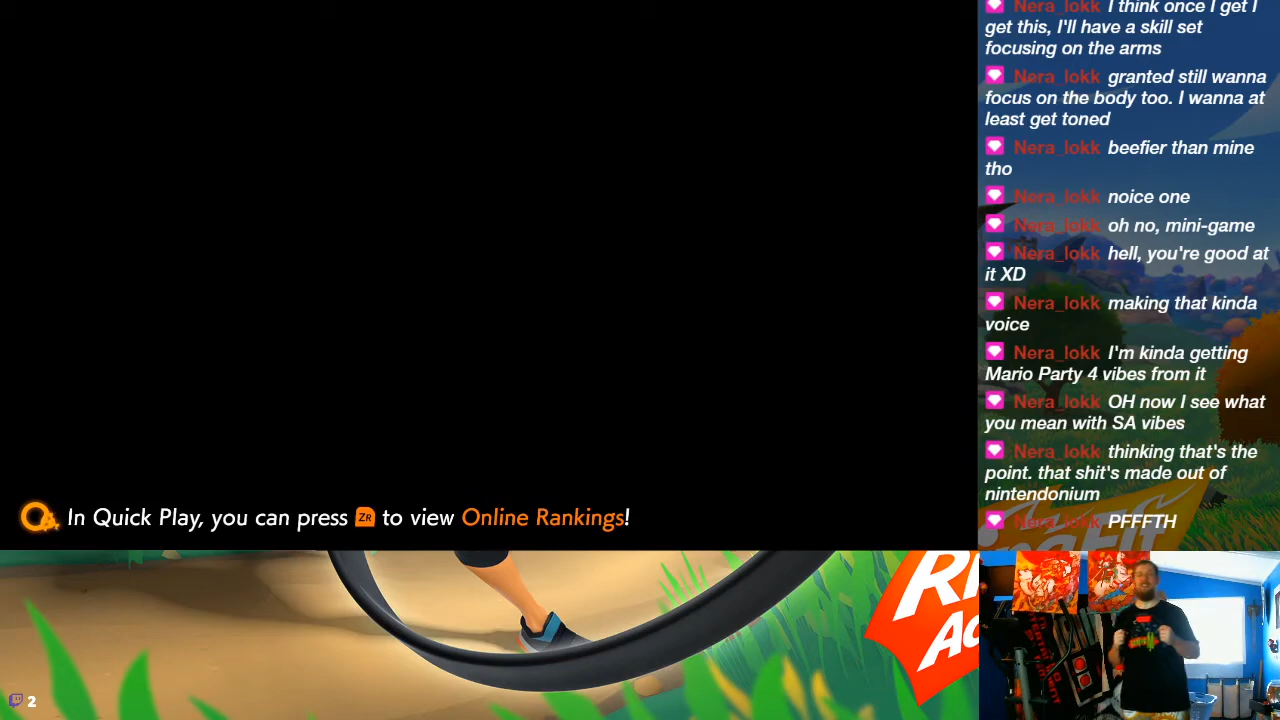 Nera_lokk I think once I get I
get this, I'll have a skill set
focusing on the arms
Nera_lokk granted still wanna
focus on the body too. I wanna at
least get toned
Nera_lokk beefier than mine
tho
Nera_lokk noice one
Nera_lokk oh no, mini-game
Nera_lokk hell, you're good at
it XD
Nera_lokk making that kinda
voice
Nera_lokk I'm kinda getting
Mario Party 4 vibes from it
Nera_lokk OH now I see what
you mean with SA vibes
Nera_lokk thinking that's the
point. that shit's made out of
nintendonium
Nera_lokk PFFFTH
In Quick Play, you can press ZR to view Online Rankings!
2